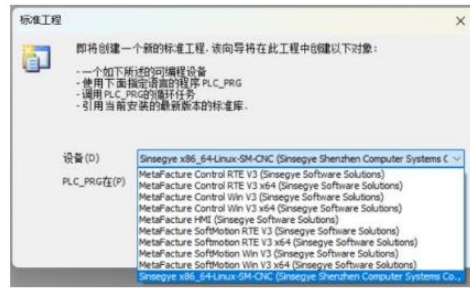 标准工程
即将创建一个新的标准工程.该向导将在此工程中创建以下对象:
-一个如下所述的可编程设备
-使用下面指定语言的程序PLC_PRG
-调用PLC_PRG的循环任务
-引用当前安装的最新版本的标准库.
设备(D)
Sinsegye x86_64-Linux-SM-CNC (Sinsegye Shenzhen Computer Systems C
PLC_PRG在(P)
MetaFacture Control RTE V3 (Sinsegye Software Solutions)
MetaFacture Control RTE V3 x64 (Sinsegye Software Solutions)
MetaFacture Control Win V3 (Sinsegye Software Solutions)
MetaFacture Control Win V3 x64 (Sinsegye Software Solutions)
MetaFacture HMI (Sinsegye Software Solutions)
MetaFacture SoftMotion RTE V3 (Sinsegye Software Solutions)
MetaFacture SoftMotion RTE V3 x64 (Sinsegye Software Solutions)
MetaFacture SoftMotion Win V3 (Sinsegye Software Solutions)
MetaFacture SoftMotion Win V3 x64 (Sinsegye Software Solutions)
Sinsegye x86_64-Linux-SM-CNC (Sinsegye Shenzhen Computer Systems Co.,